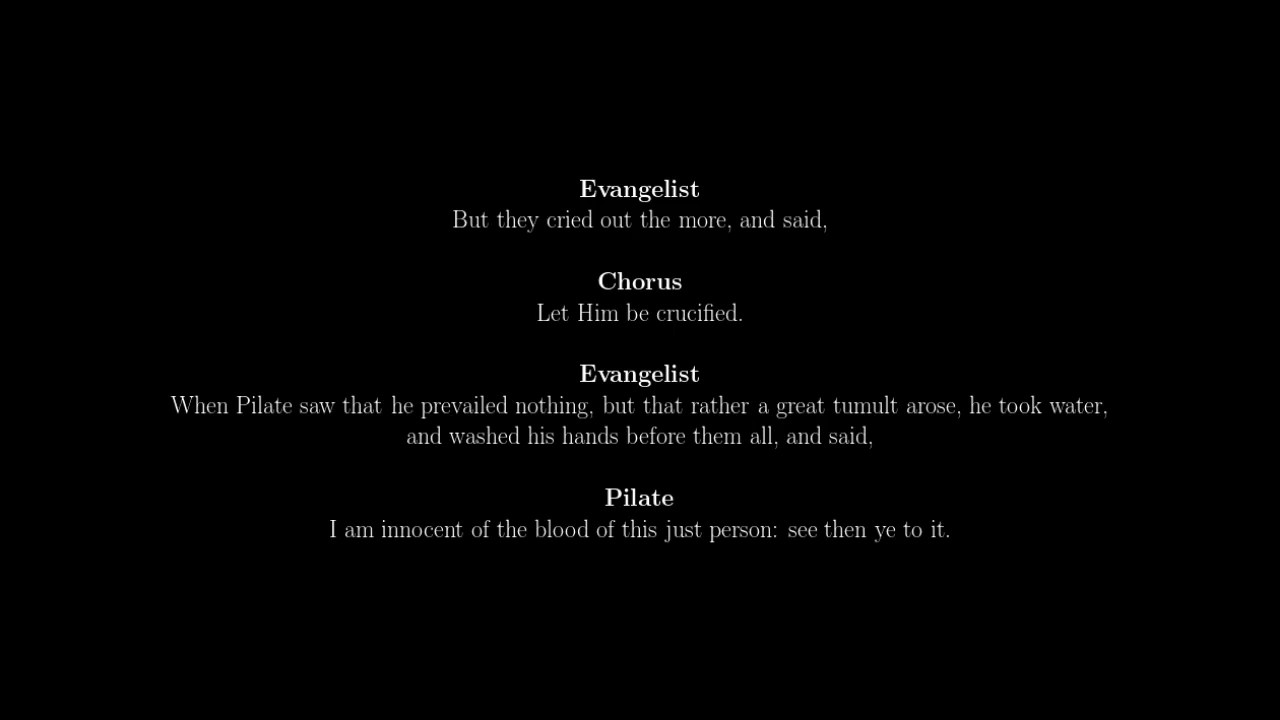 Evangelist
But they cried out the more, and said,
Chorus
Let Him be crucified.
Evangelist
When Pilate saw that he prevailed nothing, but that rather a great tumult arose, he took water,
and washed his hands before them all, and said,
Pilate
I am innocent of the blood of this just person: see then ye to it.